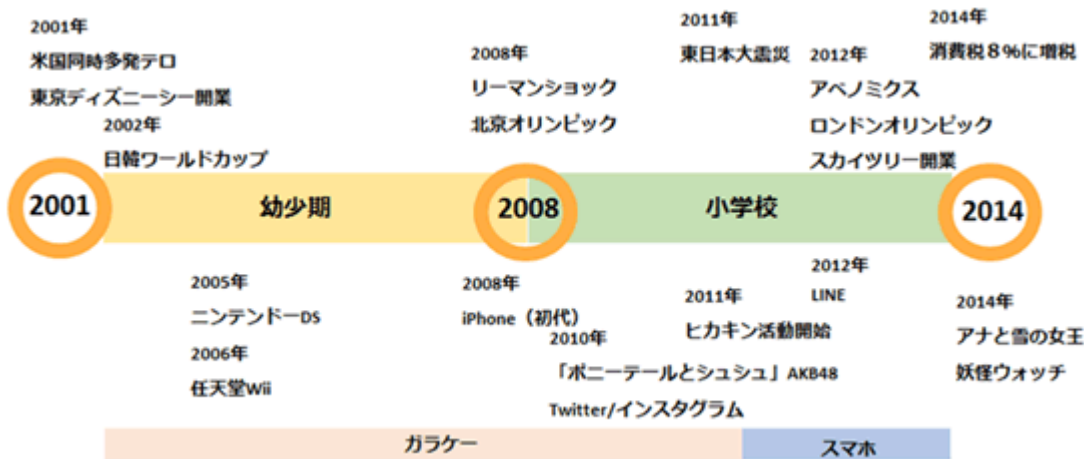 2001年
米国同時多発テロ
東京ディズニーシー開業
2002年
日韓ワールドカップ
2008年
リーマンショック
北京オリンピック
2011年
東日本大震災
2012年
アベノミクス
ロンドンオリンピック
スカイツリー開業
2014年
消費税８%に増税
2001
幼少期
2008
小学校
2014
2005年
ニンテンドーDS
2006年
任天堂Wii
2008年
iPhone（初代）
2010年
「ポニーテールとシュシュ」AKB48
Twitter/インスタグラム
2011年
ヒカキン活動開始
2012年
LINE
2014年
アナと雪の女王
妖怪ウォッチ
ガラケー
スマホ